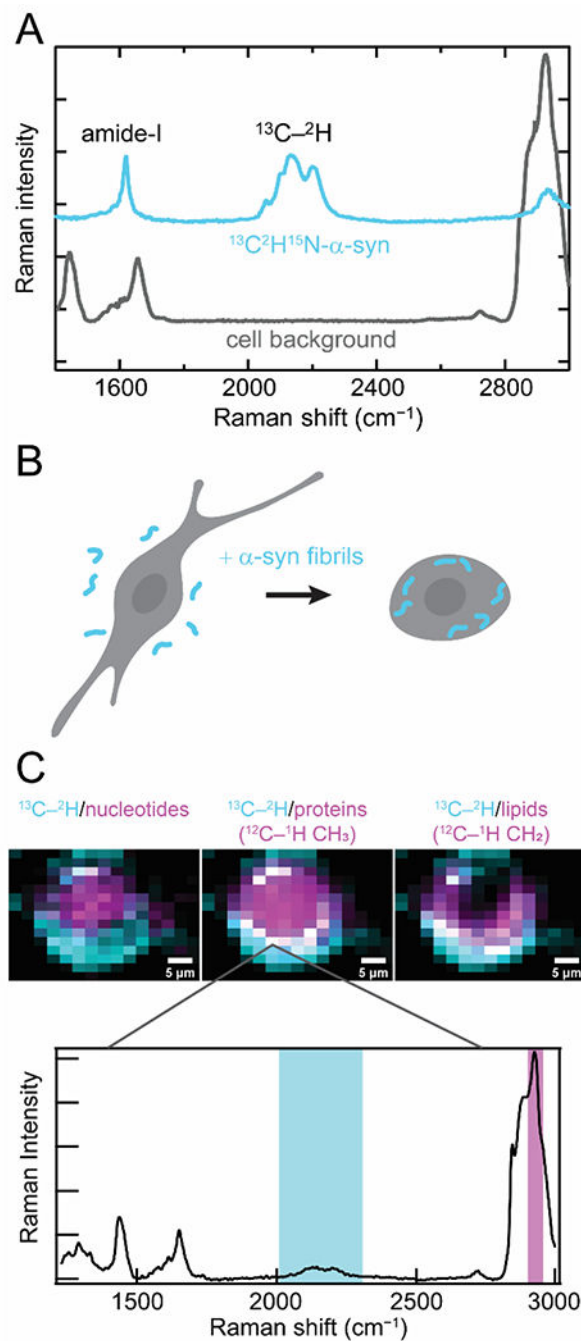 A
Raman intensity
amide-I
¹³C–²H
¹³C²H¹⁵N-α-syn
cell background
1600 2000 2400 2800
Raman shift (cm⁻¹)
B
+ α-syn fibrils
C
¹³C–²H/nucleotides
¹³C–²H/proteins
(¹²C–¹H CH₃)
¹³C–²H/lipids
(¹²C–¹H CH₂)
5 μm
5 μm
5 μm
Raman Intensity
1500 2000 2500 3000
Raman shift (cm⁻¹)